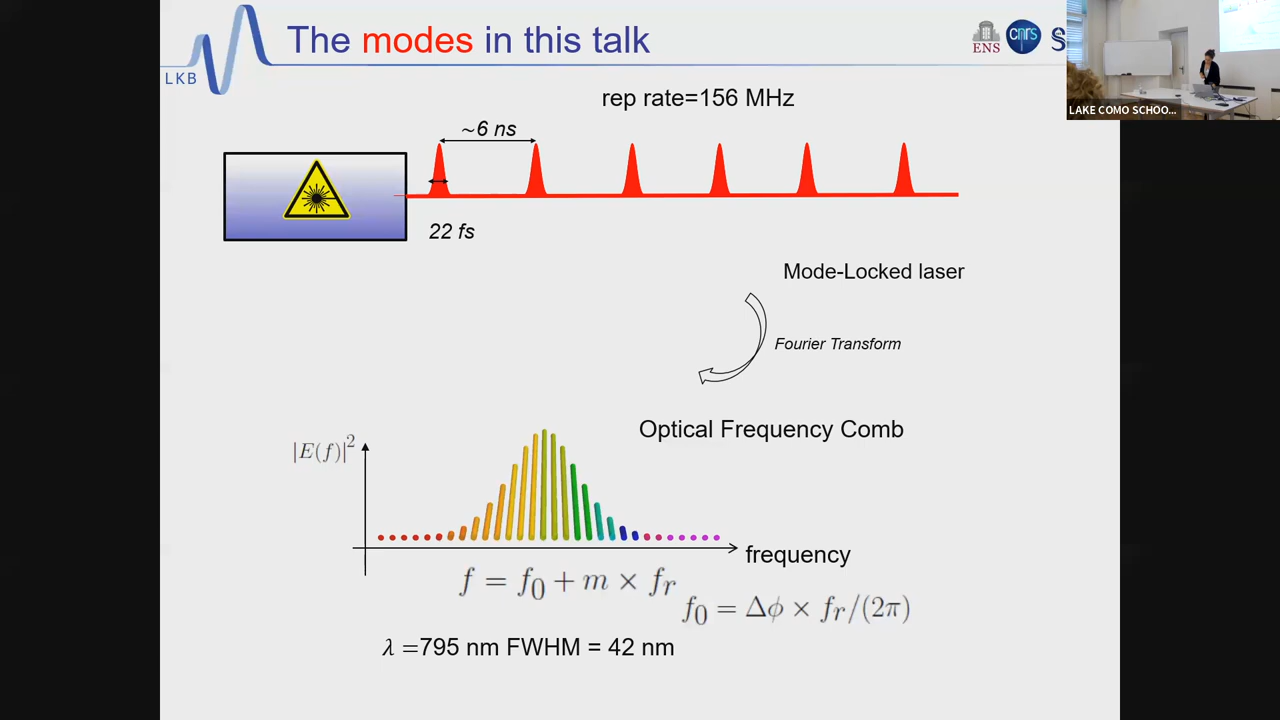 The modes in this talk
LKB
ENS
cnrs
S
LAKE COMO SCHOO...
rep rate=156 MHz
~6 ns
22 fs
Mode-Locked laser
Fourier Transform
Optical Frequency Comb
|E(f)|²
frequency
f = f₀ + m × fᵣ
f₀ = Δϕ × fᵣ/(2π)
λ =795 nm FWHM = 42 nm